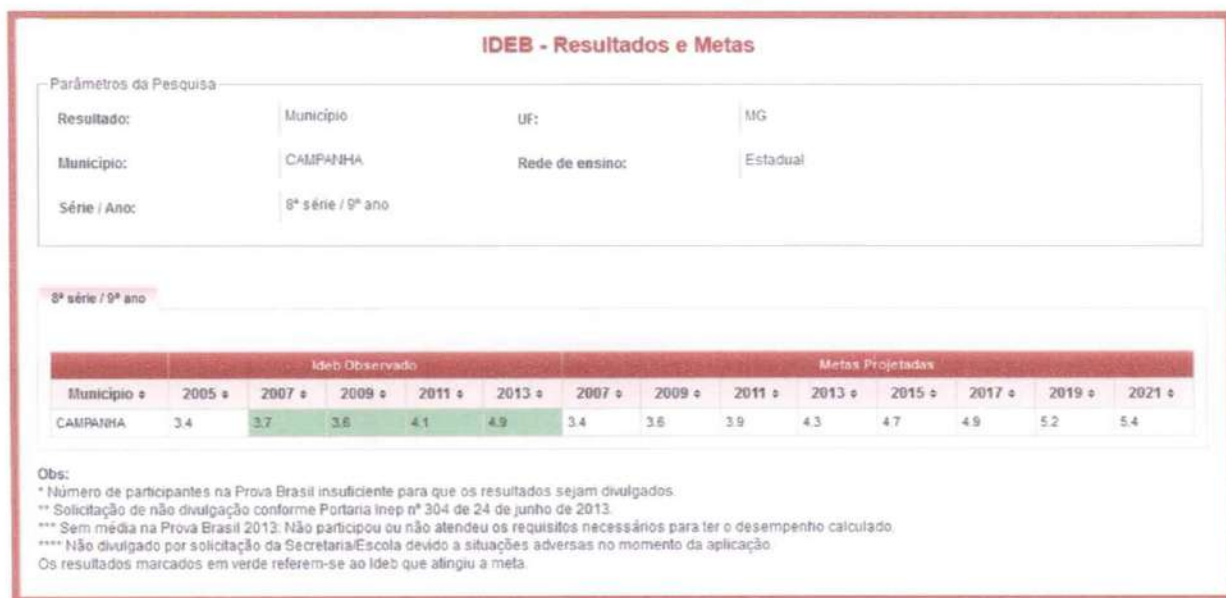 IDEB - Resultados e Metas
Parâmetros da Pesquisa
Resultado: Município UF: MG
Município: CAMPANHA Rede de ensino: Estadual
Série / Ano: 8ª série / 9º ano
8ª série / 9º ano
Ideb Observado Metas Projetadas
Município 2005 2007 2009 2011 2013 2007 2009 2011 2013 2015 2017 2019 2021
CAMPANHA 3.4 3.7 3.6 4.1 4.9 3.4 3.6 3.9 4.3 4.7 4.9 5.2 5.4
Obs:
* Número de participantes na Prova Brasil insuficiente para que os resultados sejam divulgados.
** Solicitação de não divulgação conforme Portaria Inep nº 304 de 24 de junho de 2013.
*** Sem média na Prova Brasil 2013: Não participou ou não atendeu os requisitos necessários para ter o desempenho calculado.
**** Não divulgado por solicitação da Secretaria/Escola devido a situações adversas no momento da aplicação
Os resultados marcados em verde referem-se ao Ideb que atingiu a meta.